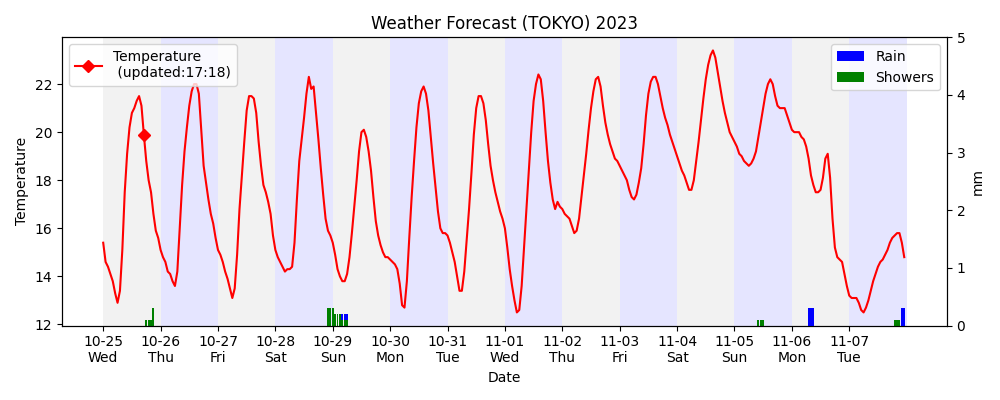 Weather Forecast (TOKYO) 2023
Temperature
(updated:17:18)
Rain
Showers
Temperature
22
20
18
16
14
12
5
4
3
2
1
0
mm
10-25 10-26 10-27 10-28 10-29 10-30 10-31 11-01 11-02 11-03 11-04 11-05 11-06 11-07
Wed Thu Fri Sat Sun Mon Tue Wed Thu Fri Sat Sun Mon Tue
Date